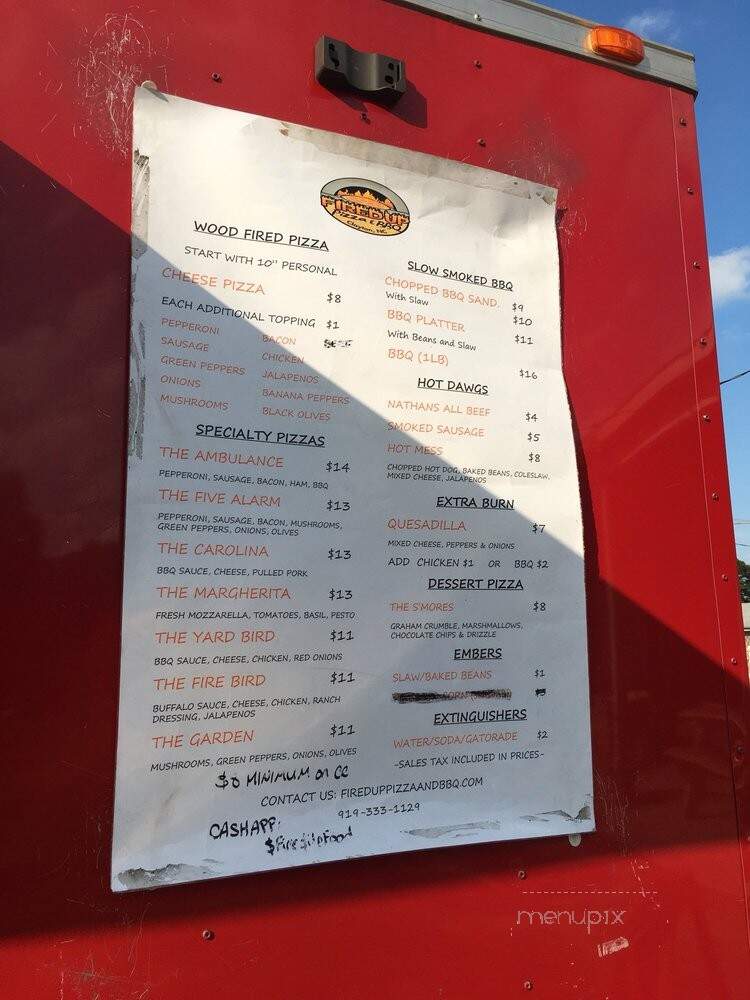 FIREDUP
PIZZA & BBQ
Clayton, NC
WOOD FIRED PIZZA
START WITH 10" PERSONAL
CHEESE PIZZA $8
EACH ADDITIONAL TOPPING $1
PEPPERONI BACON
SAUSAGE CHICKEN
GREEN PEPPERS JALAPENOS
ONIONS BANANA PEPPERS
MUSHROOMS BLACK OLIVES
SPECIALTY PIZZAS
THE AMBULANCE $14
PEPPERONI, SAUSAGE, BACON, HAM, BBQ
THE FIVE ALARM $13
PEPPERONI, SAUSAGE, BACON, MUSHROOMS,
GREEN PEPPERS, ONIONS, OLIVES
THE CAROLINA $13
BBQ SAUCE, CHEESE, PULLED PORK
THE MARGHERITA $13
FRESH MOZZARELLA, TOMATOES, BASIL, PESTO
THE YARD BIRD $11
BBQ SAUCE, CHEESE, CHICKEN, RED ONIONS
THE FIRE BIRD $11
BUFFALO SAUCE, CHEESE, CHICKEN, RANCH
DRESSING, JALAPENOS
THE GARDEN $11
MUSHROOMS, GREEN PEPPERS, ONIONS, OLIVES
SLOW SMOKED BBQ
CHOPPED BBQ SAND. $9
With Slaw $10
BBQ PLATTER $11
With Beans and Slaw
BBQ (1LB) $16
HOT DAWGS
NATHANS ALL BEEF $4
SMOKED SAUSAGE $5
HOT MESS $8
CHOPPED HOT DOG, BAKED BEANS, COLESLAW,
MIXED CHEESE, JALAPENOS
EXTRA BURN
QUESADILLA $7
MIXED CHEESE, PEPPERS & ONIONS
ADD CHICKEN $1 OR BBQ $2
DESSERT PIZZA
THE S'MORES $8
GRAHAM CRUMBLE, MARSHMALLOWS,
CHOCOLATE CHIPS & DRIZZLE
EMBERS
SLAW/BAKED BEANS $1
CORN
EXTINGUISHERS
WATER/SODA/GATORADE $2
-SALES TAX INCLUDED IN PRICES-
MINIMUM on CC
CONTACT US: FIREDUPPIZZAANDBBQ.COM
919-333-1129
CASHAPP:
menupix